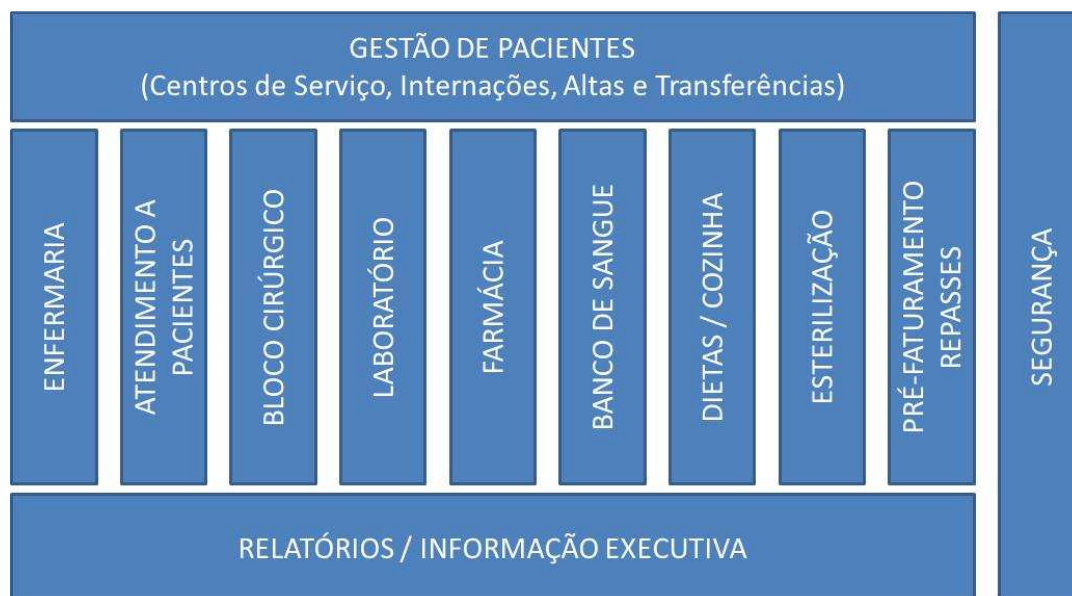 GESTÃO DE PACIENTES
(Centros de Serviço, Internações, Altas e Transferências)
ENFERMARIA
ATENDIMENTO A
PACIENTES
BLOCO CIRÚRGICO
LABORATÓRIO
FARMÁCIA
BANCO DE SANGUE
DIETAS / COZINHA
ESTERILIZAÇÃO
PRÉ-FATURAMENTO
REPASSES
SEGURANÇA
RELATÓRIOS / INFORMAÇÃO EXECUTIVA